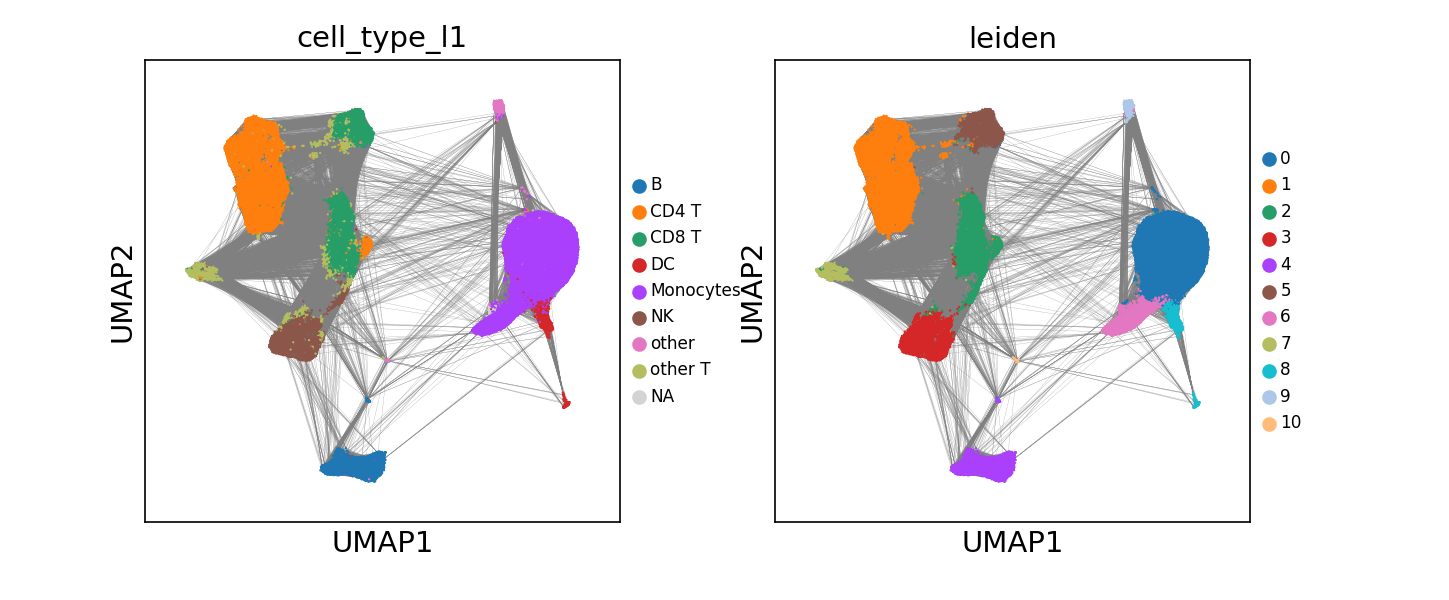 cell_type_l1
UMAP2
UMAP1
B
CD4 T
CD8 T
DC
Monocytes
NK
other
other T
NA
leiden
UMAP2
UMAP1
0
1
2
3
4
5
6
7
8
9
10